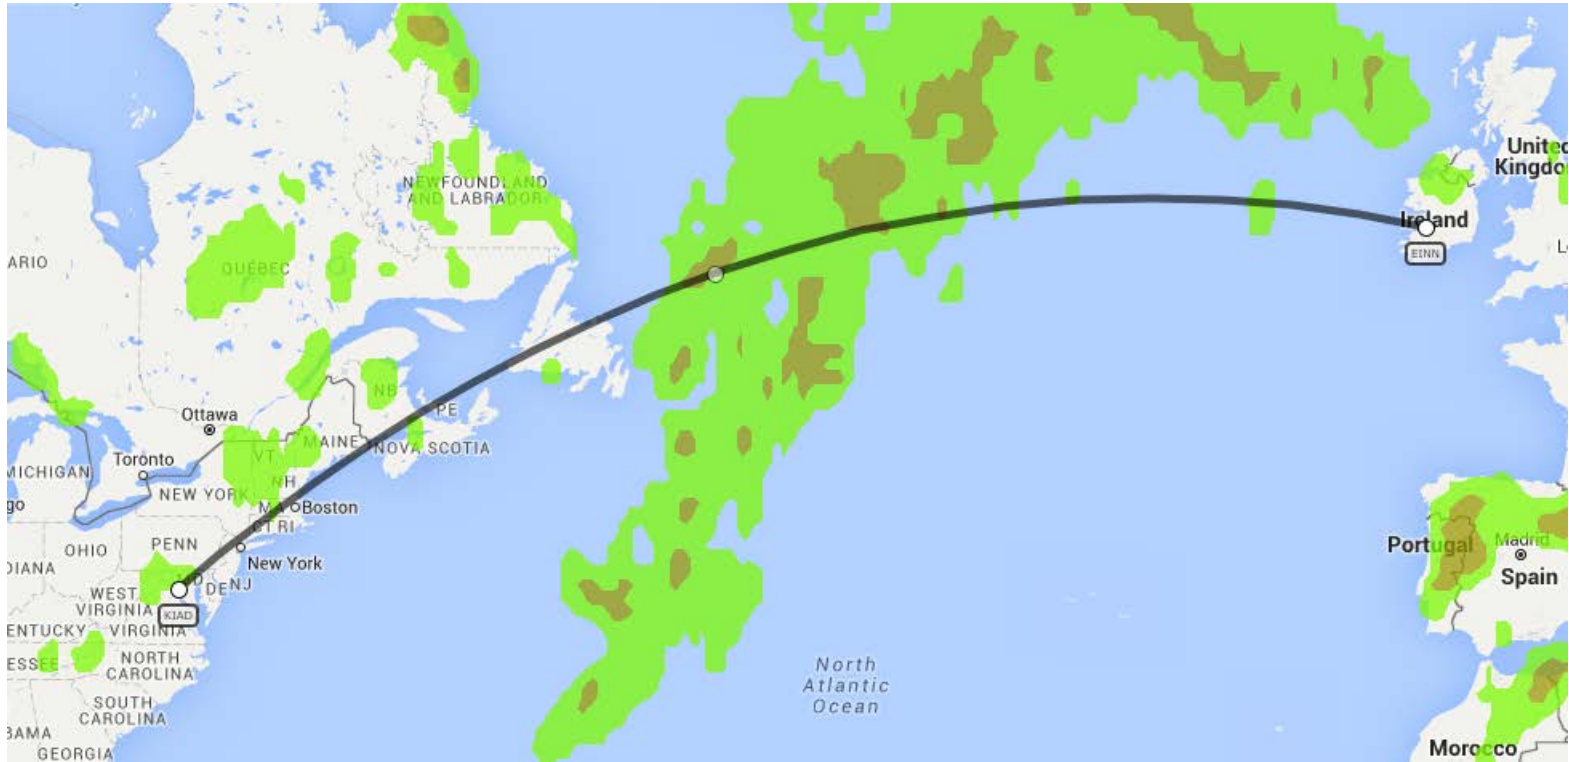 NEWFOUNDLAND
AND LABRADOR
United
Kingdo
Ireland
EINN
ARIO
QUÉBEC
NB
PE
Ottawa
MAINE
NOVA SCOTIA
VT
Toronto
MICHIGAN
NH
NEW YORK
go
MA
Boston
CT RI
PENN
OHIO
New York
DIANA
DE
NJ
WEST
VIRGINIA
KIAD
ENTUCKY
VIRGINIA
ESSEE
NORTH
CAROLINA
SOUTH
CAROLINA
BAMA
GEORGIA
North
Atlantic
Ocean
Portugal
Madrid
Spain
Morocco